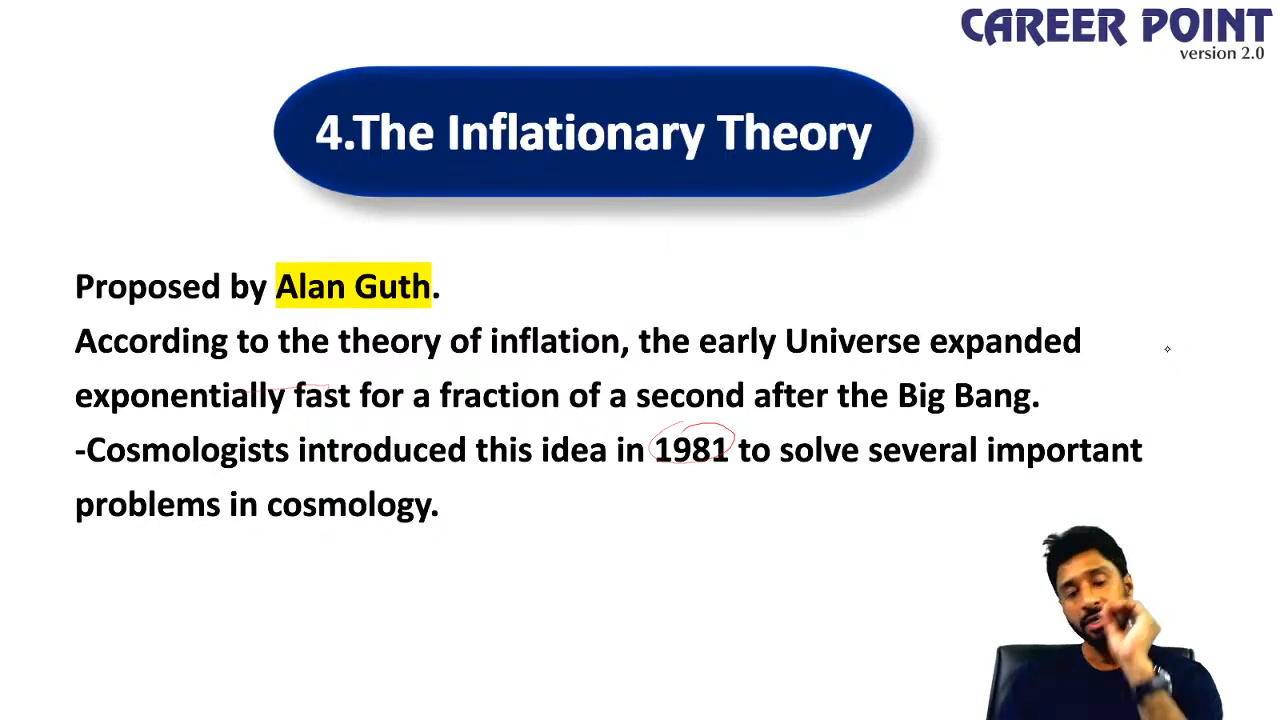 CAREER POINT
version 2.0
4.The Inflationary Theory
Proposed by Alan Guth.
According to the theory of inflation, the early Universe expanded
exponentially fast for a fraction of a second after the Big Bang.
-Cosmologists introduced this idea in 1981 to solve several important
problems in cosmology.